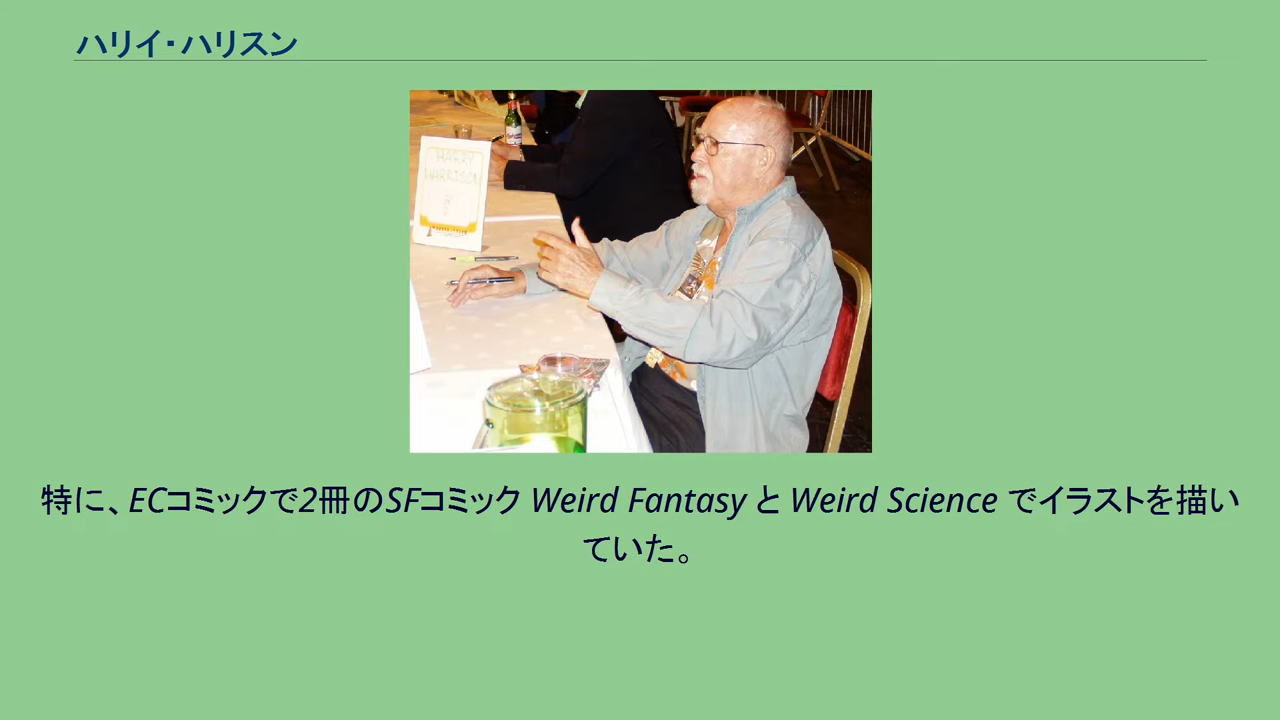 ハリイ・ハリスン
HARRY
HARRISON
特に、ECコミックで2冊のSFコミック Weird Fantasy と Weird Science でイラストを描い
ていた。